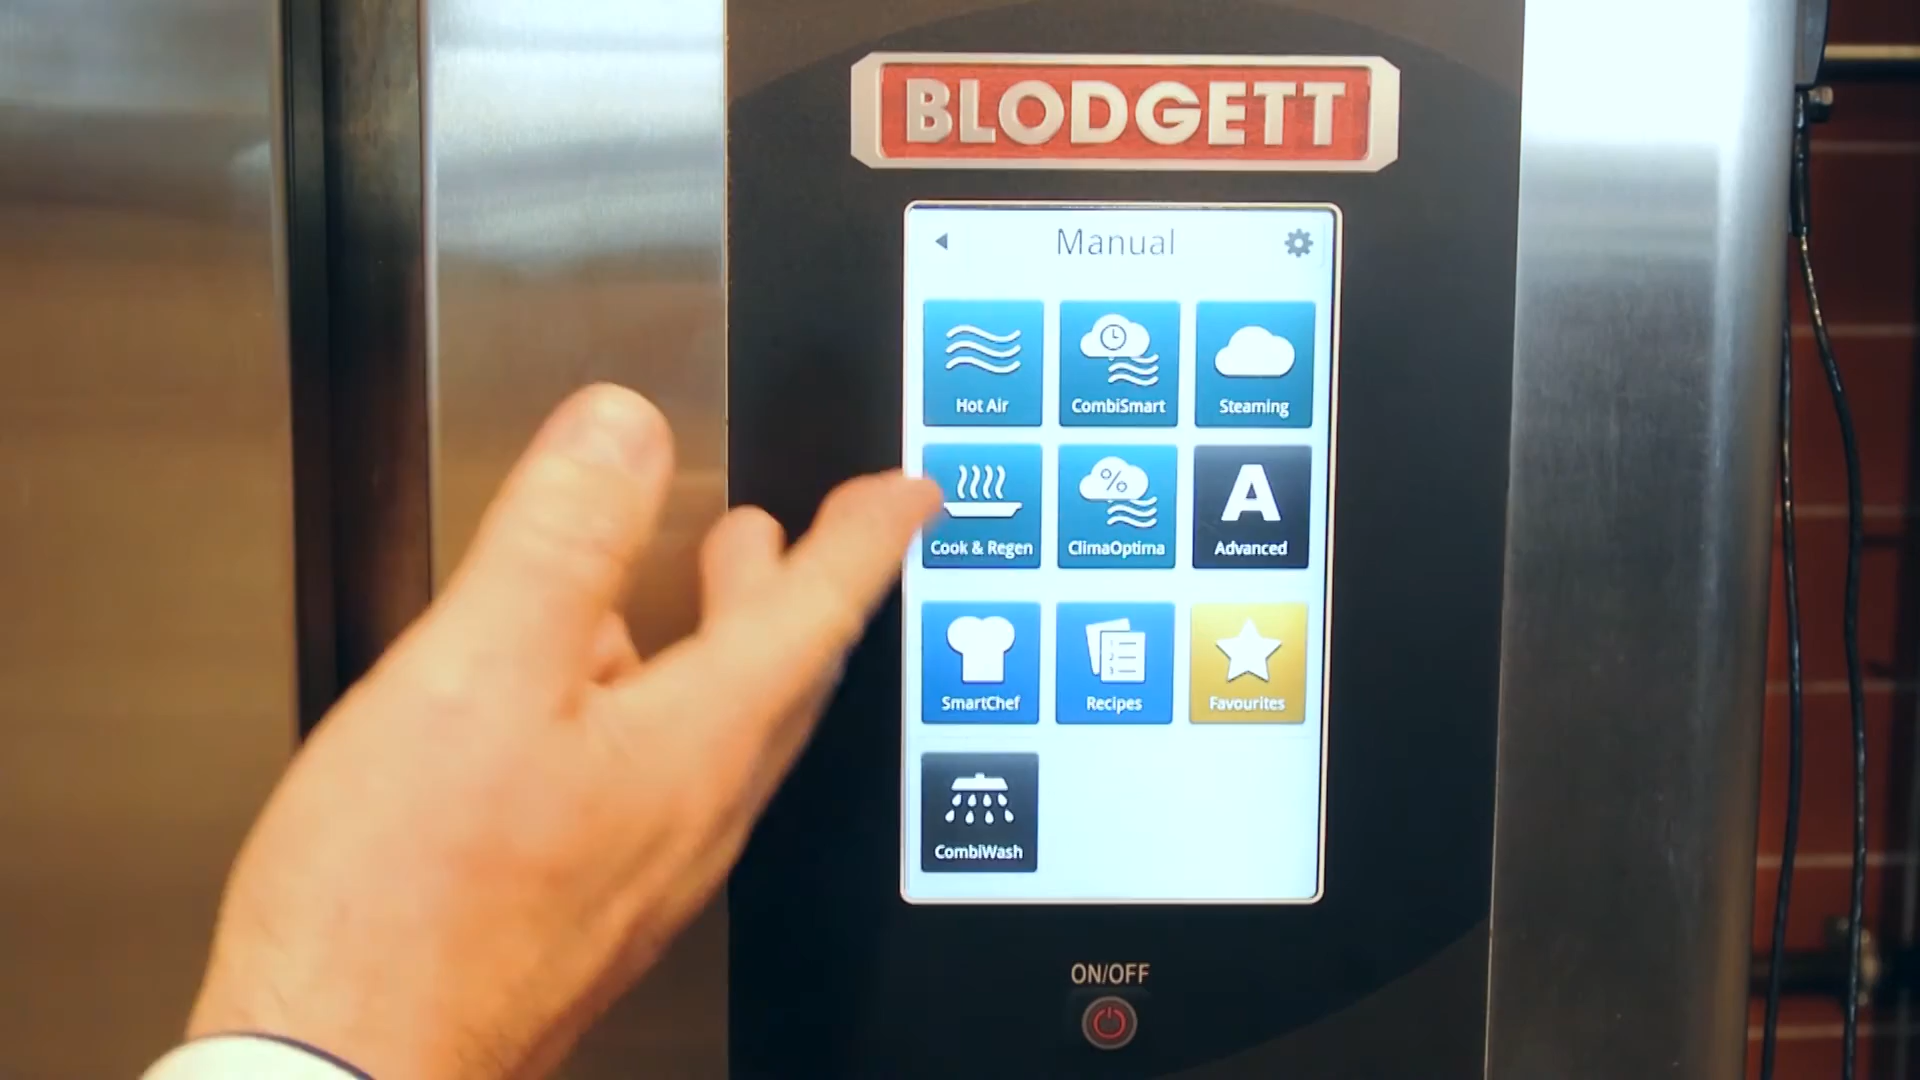 BLODGETT
Manual
Hot Air
CombiSmart
Steaming
%
Cook & Regen
ClimaOptima
A
Advanced
SmartChef
Recipes
Favourites
CombiWash
ON/OFF